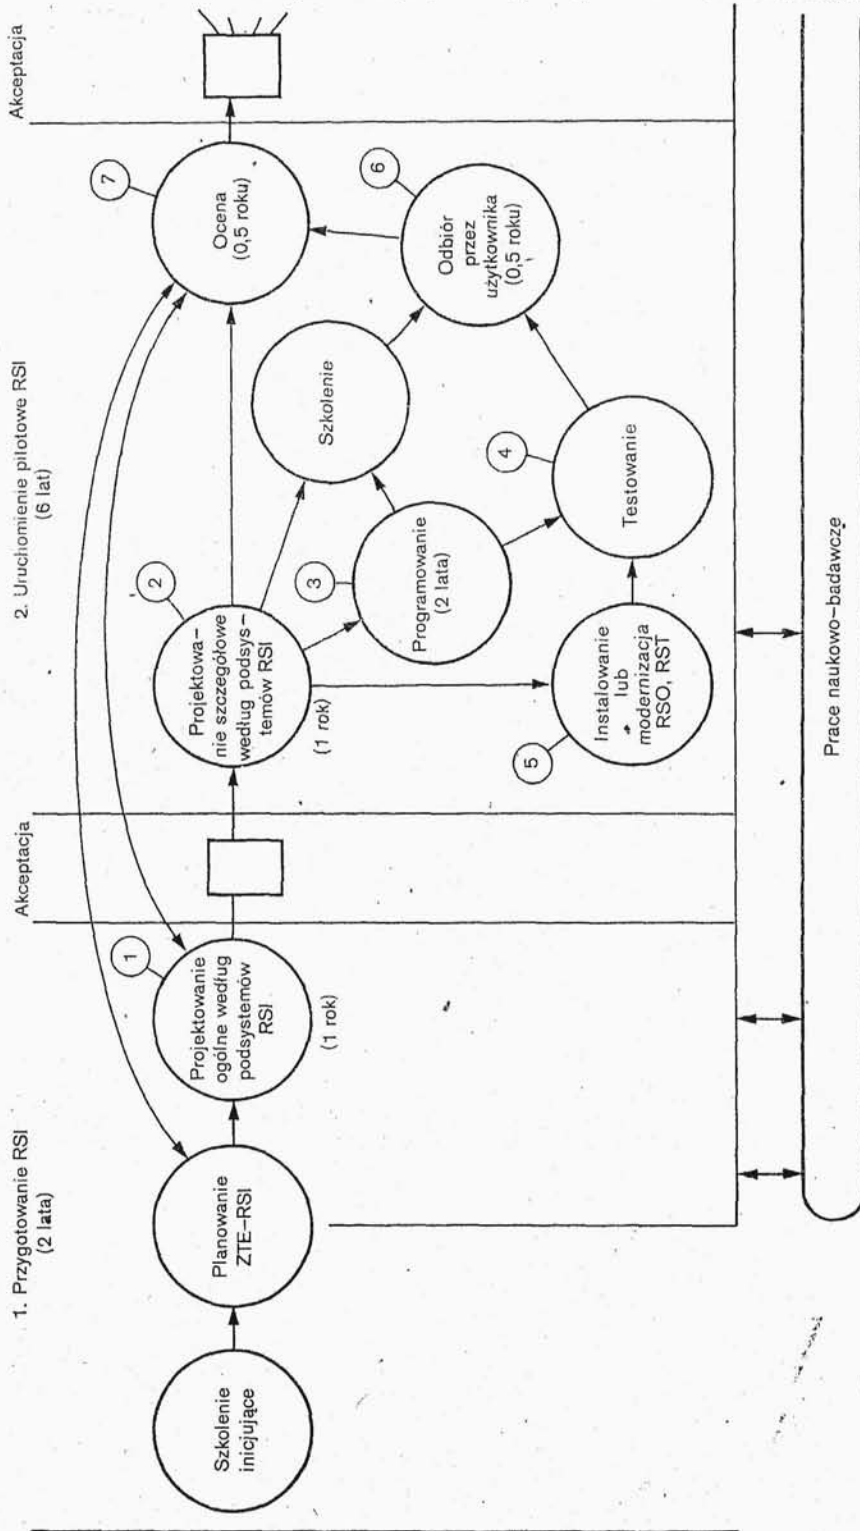 1. Przygotowanie RSI
(2 lata)
Akceptacja
2. Uruchomienie pilotowe RSI
(6 lat)
Akceptacja
Szkolenie
inicjujące
Planowanie
ZTE-RSI
1
Projektowanie
ogólne według
podsystemów
RSI
(1 rok)
2
Projektowa-
nie szczegółowe
według podsys-
temów RSI
(1 rok)
3
Programowanie
(2 lata)
Szkolenie
4
Testowanie
5
Instalowanie
lub
modernizacja
RSO, RST
6
Odbiór
przez
użytkownika
(0,5 roku)
7
Ocena
(0,5 roku)
Prace naukowo-badawczę